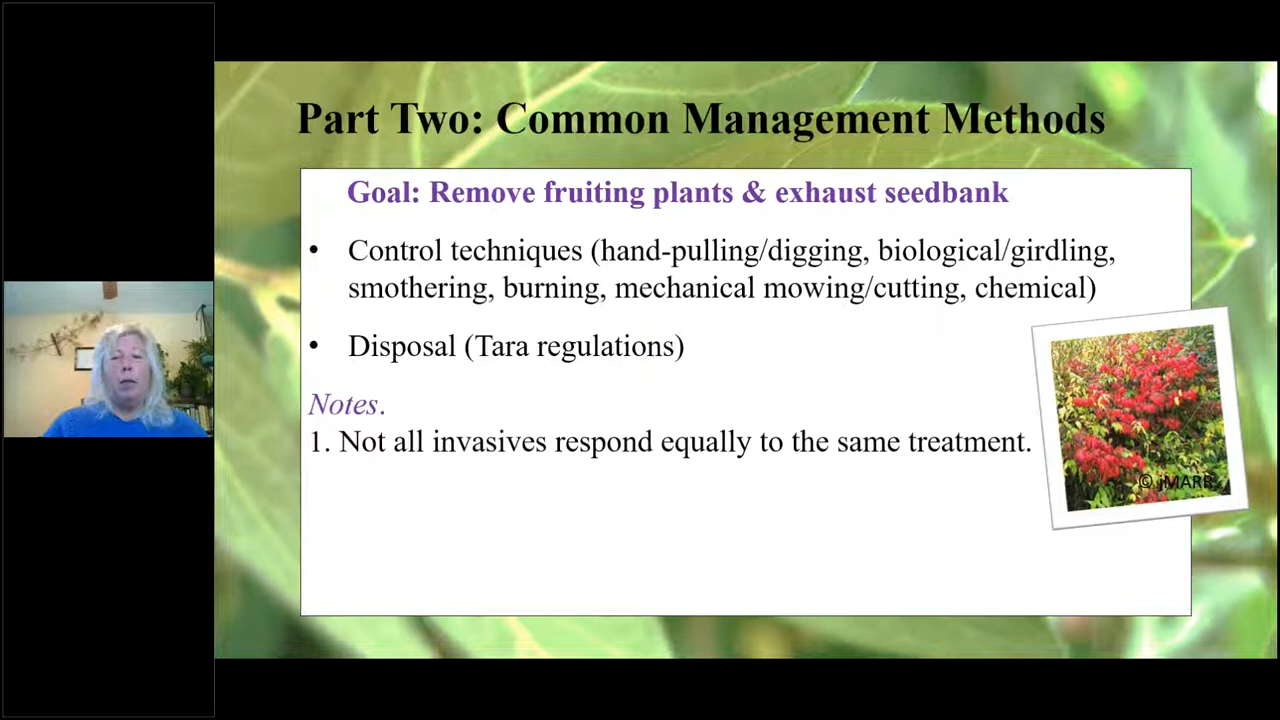 Part Two: Common Management Methods
Goal: Remove fruiting plants & exhaust seedbank
• Control techniques (hand-pulling/digging, biological/girdling,
smothering, burning, mechanical mowing/cutting, chemical)
• Disposal (Tara regulations)
Notes.
1. Not all invasives respond equally to the same treatment.
© jMARR